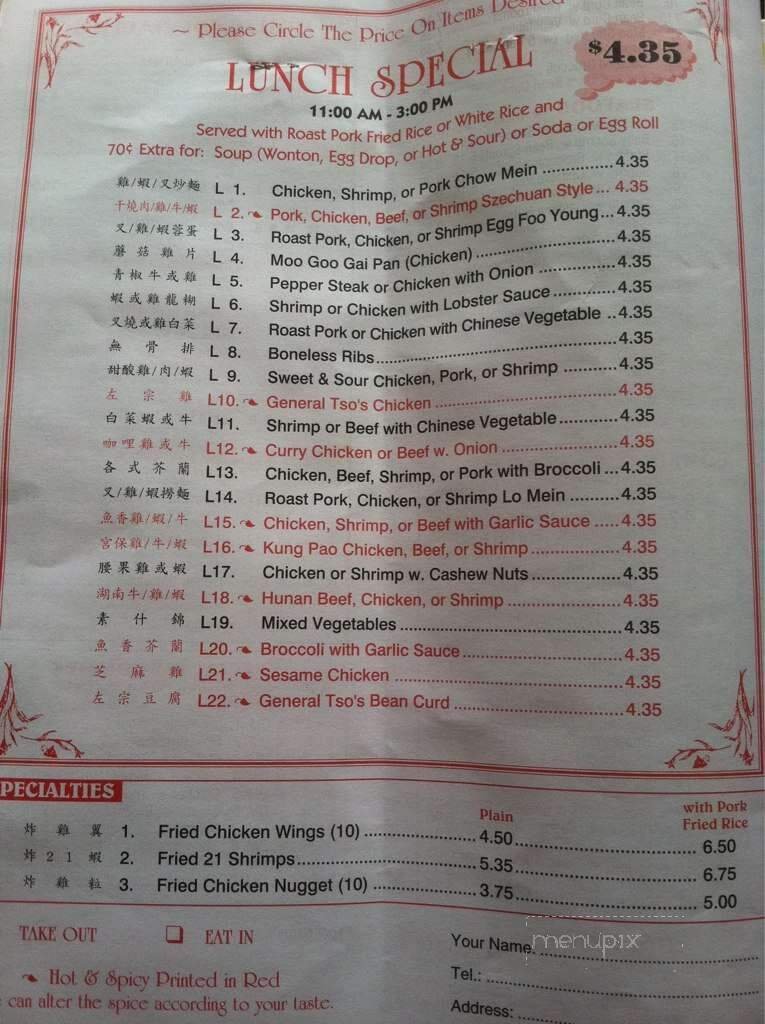 ~ Please Circle The Price On Items Desired
LUNCH SPECIAL
$4.35
11:00 AM - 3:00 PM
Served with Roast Pork Fried Rice or White Rice and
70¢ Extra for: Soup (Wonton, Egg Drop, or Hot & Sour) or Soda or Egg Roll
雞/蝦/叉炒麵 L 1. Chicken, Shrimp, or Pork Chow Mein 4.35
干燒肉/雞/牛/蝦 L 2. Pork, Chicken, Beef, or Shrimp Szechuan Style 4.35
叉/雞/蝦蓉蛋 L 3. Roast Pork, Chicken, or Shrimp Egg Foo Young 4.35
蘑菇雞片 L 4. Moo Goo Gai Pan (Chicken) 4.35
青椒牛或雞 L 5. Pepper Steak or Chicken with Onion 4.35
蝦或雞龍糊 L 6. Shrimp or Chicken with Lobster Sauce 4.35
叉燒或雞白菜 L 7. Roast Pork or Chicken with Chinese Vegetable 4.35
無骨排 L 8. Boneless Ribs 4.35
甜酸雞/肉/蝦 L 9. Sweet & Sour Chicken, Pork, or Shrimp 4.35
左宗雞 L10. General Tso's Chicken 4.35
白菜蝦或牛 L11. Shrimp or Beef with Chinese Vegetable 4.35
咖哩雞或牛 L12. Curry Chicken or Beef w. Onion 4.35
各式芥蘭 L13. Chicken, Beef, Shrimp, or Pork with Broccoli 4.35
叉/雞/蝦撈麵 L14. Roast Pork, Chicken, or Shrimp Lo Mein 4.35
魚香雞/蝦/牛 L15. Chicken, Shrimp, or Beef with Garlic Sauce 4.35
宮保雞/牛/蝦 L16. Kung Pao Chicken, Beef, or Shrimp 4.35
腰果雞或蝦 L17. Chicken or Shrimp w. Cashew Nuts 4.35
湖南牛/雞/蝦 L18. Hunan Beef, Chicken, or Shrimp 4.35
素什錦 L19. Mixed Vegetables 4.35
魚香芥蘭 L20. Broccoli with Garlic Sauce 4.35
芝麻雞 L21. Sesame Chicken 4.35
左宗豆腐 L22. General Tso's Bean Curd 4.35
PECIALTIES
Plain with Pork Fried Rice
炸雞翼 1. Fried Chicken Wings (10) 4.50 6.50
炸21蝦 2. Fried 21 Shrimps 5.35 6.75
炸雞粒 3. Fried Chicken Nugget (10) 3.75 5.00
TAKE OUT ❏ EAT IN
Hot & Spicy Printed in Red
can alter the spice according to your taste.
Your Name:
menupix
Tel.:
Address: